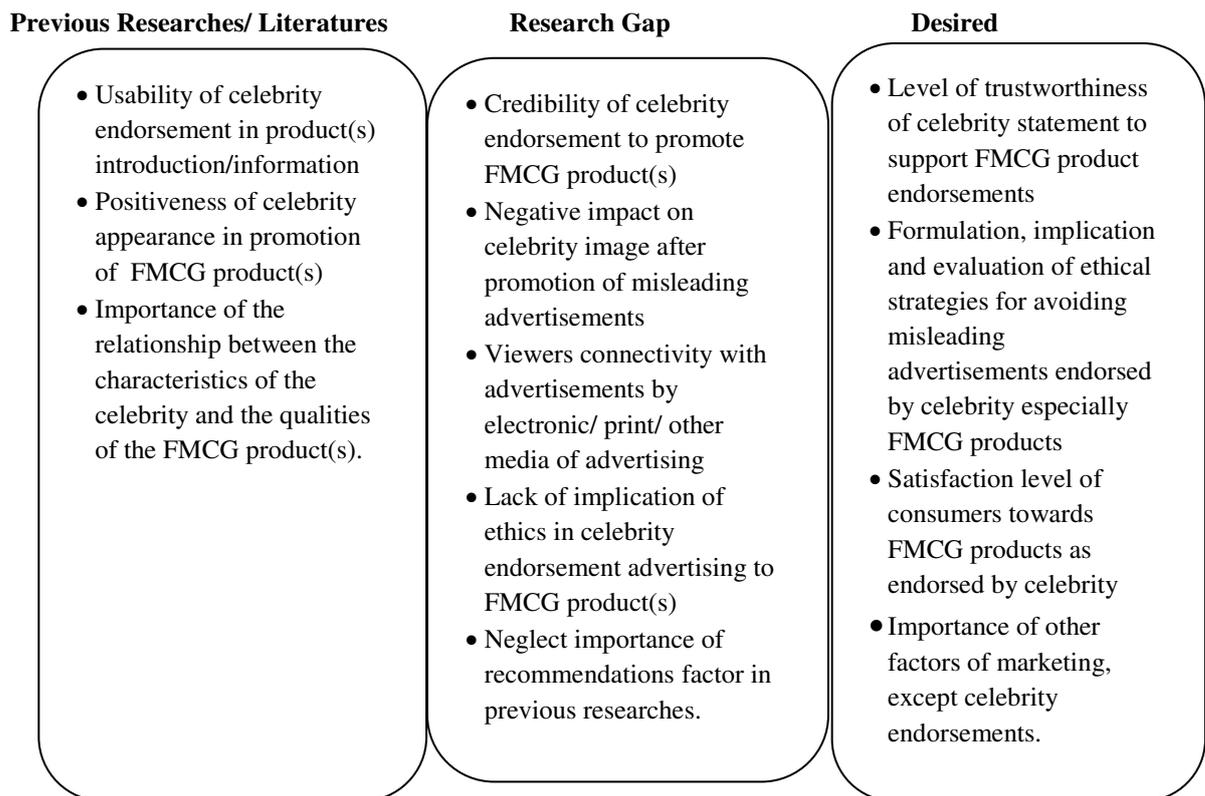 Previous Researches/ Literatures
Research Gap
Desired
• Usability of celebrity
endorsement in product(s)
introduction/information
• Positiveness of celebrity
appearance in promotion
of FMCG product(s)
• Importance of the
relationship between the
characteristics of the
celebrity and the qualities
of the FMCG product(s).
• Credibility of celebrity
endorsement to promote
FMCG product(s)
• Negative impact on
celebrity image after
promotion of misleading
advertisements
• Viewers connectivity with
advertisements by
electronic/ print/ other
media of advertising
• Lack of implication of
ethics in celebrity
endorsement advertising to
FMCG product(s)
• Neglect importance of
recommendations factor in
previous researches.
• Level of trustworthiness
of celebrity statement to
support FMCG product
endorsements
• Formulation, implication
and evaluation of ethical
strategies for avoiding
misleading
advertisements endorsed
by celebrity especially
FMCG products
• Satisfaction level of
consumers towards
FMCG products as
endorsed by celebrity
• Importance of other
factors of marketing,
except celebrity
endorsements.